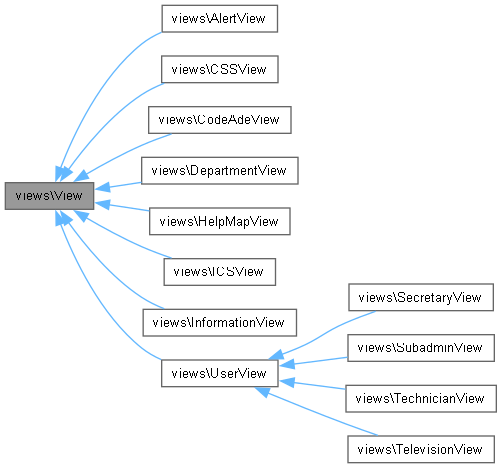 views\AlertView
views\CSSView
views\CodeAdeView
views\DepartmentView
views\View
views\HelpMapView
views\ICSView
views\InformationView
views\SecretaryView
views\SubadminView
views\UserView
views\TechnicianView
views\TelevisionView